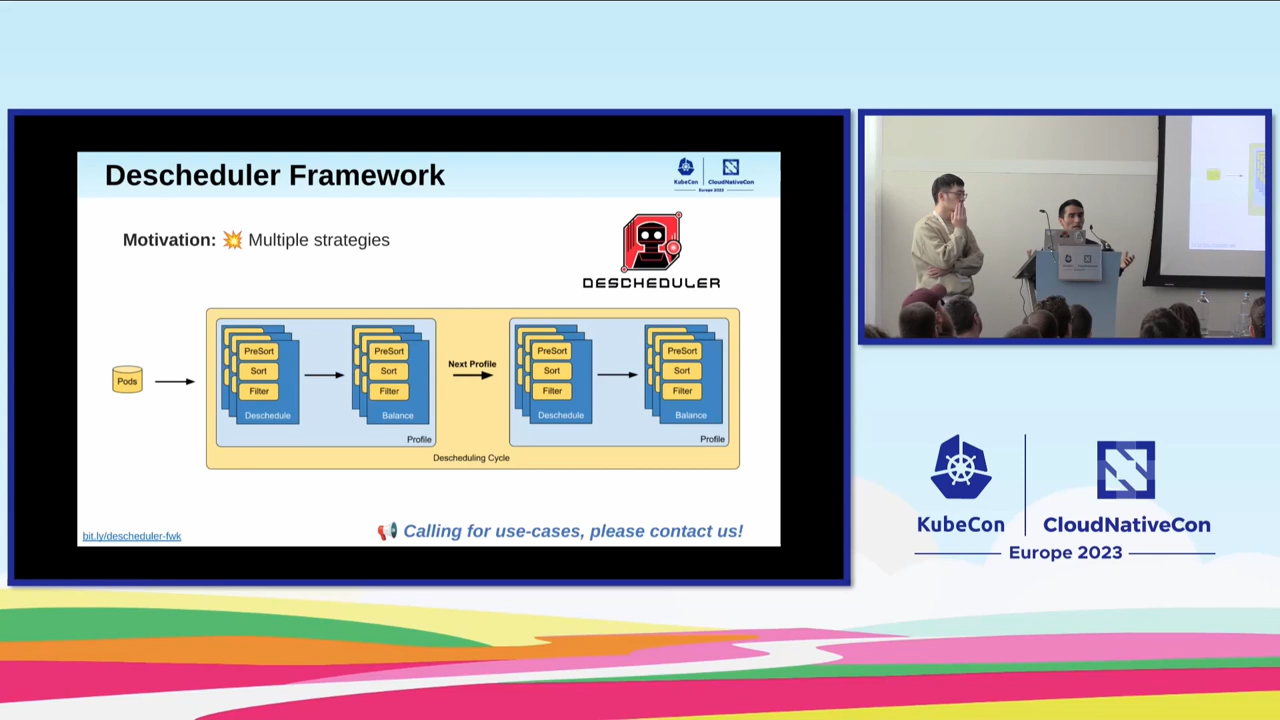 Descheduler Framework
KubeCon
CloudNativeCon
Europe 2023
Motivation: 💥 Multiple strategies
DESCHEDULER
Pods
PreSort
Sort
Filter
Deschedule
PreSort
Sort
Filter
Balance
Profile
Next Profile
PreSort
Sort
Filter
Deschedule
PreSort
Sort
Filter
Balance
Profile
Descheduling Cycle
bit.ly/descheduler-fwk
📢 Calling for use-cases, please contact us!
KubeCon
CloudNativeCon
Europe 2023